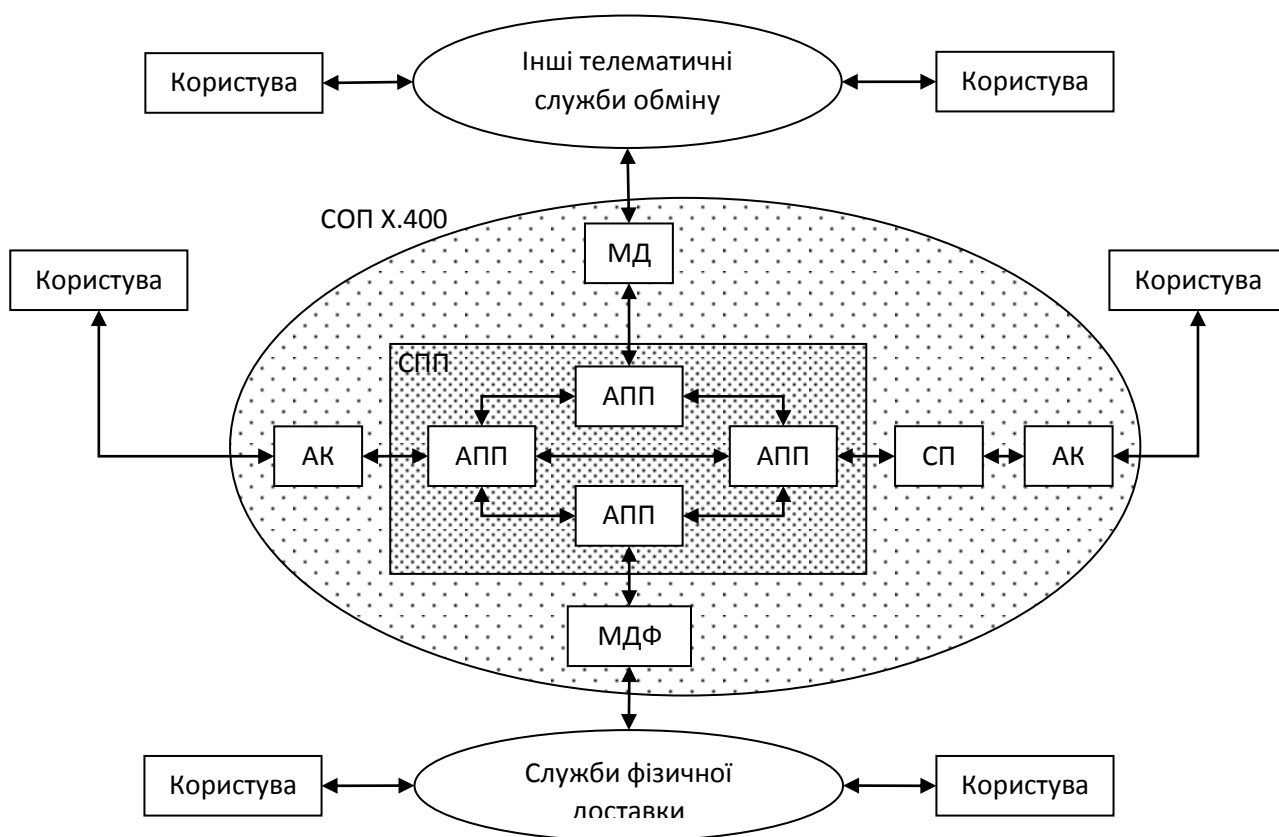 Інші телематичні
служби обміну
Користува
Користува
СОП X.400
МД
Користува
Користува
СПП
АПП
АК
АПП
АПП
СП
АК
АПП
МДФ
Служби фізичної
доставки
Користува
Користува